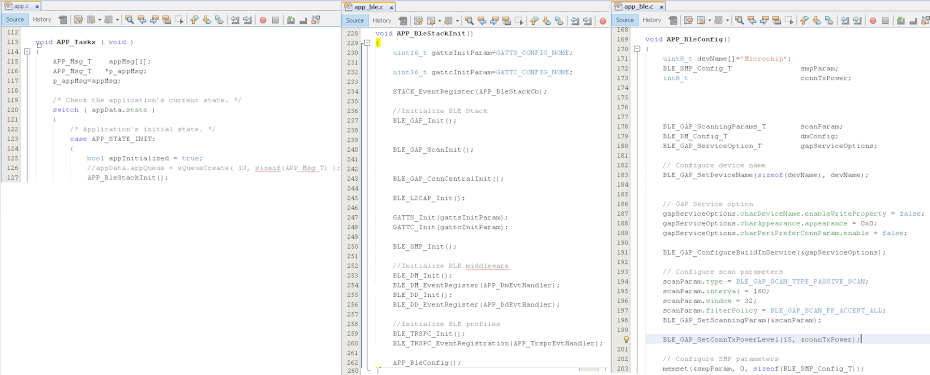 app.c x
Source History
112
113 void APP_Tasks ( void )
114 {
115 APP_Msg_T appMsg[1];
116 APP_Msg_T *p_appMsg;
117 p_appMsg=appMsg;
118
119 /* Check the application's current state. */
120 switch ( appData.state )
121 {
122 /* Application's initial state. */
123 case APP_STATE_INIT:
124 {
125 bool appInitialized = true;
126 //appData.appQueue = xQueueCreate( 10, sizeof(APP_Msg_T) );
127 APP_BleStackInit();
app_ble.c x
Source History
228 void APP_BleStackInit()
229 {
230 uint16_t gattsInitParam=GATTS_CONFIG_NONE;
231
232 uint16_t gattcInitParam=GATTC_CONFIG_NONE;
233
234 STACK_EventRegister(APP_BleStackCb);
235
236 //Initialize BLE Stack
237 BLE_GAP_Init();
238
239
240 BLE_GAP_ScanInit();
241
242
243 BLE_GAP_ConnCentralInit();
244
245 BLE_L2CAP_Init();
246
247 GATTS_Init(gattsInitParam);
248 GATTC_Init(gattcInitParam);
249
250 BLE_SMP_Init();
251
252 //Initialize BLE middleware
253 BLE_DM_Init();
254 BLE_DM_EventRegister(APP_DmEvtHandler);
255 BLE_DD_Init();
256 BLE_DD_EventRegister(APP_DdEvtHandler);
257
258 //Initialize BLE profiles
259 BLE_TRSPC_Init();
260 BLE_TRSPC_EventRegistration(APP_TrspcEvtHandler);
261
262 APP_BleConfig();
260 }
app_ble.c x
Source History
168
169 void APP_BleConfig()
170 {
171 uint8_t devName[]="Microchip";
172 BLE_SMP_Config_T smpParam;
173 int8_t connTxPower;
174
175
176
177
178 BLE_GAP_ScanningParams_T scanParam;
179 BLE_DM_Config_T dmConfig;
180 BLE_GAP_ServiceOption_T gapServiceOptions;
181
182 // Configure device name
183 BLE_GAP_SetDeviceName(sizeof(devName), devName);
184
185
186 // GAP Service option
187 gapServiceOptions.charDeviceName.enableWriteProperty = false;
188 gapServiceOptions.charAppearance.appearance = 0x0;
189 gapServiceOptions.charPeriPreferConnParam.enable = false;
190
191 BLE_GAP_ConfigureBuildInService(&gapServiceOptions);
192
193 // Configure scan parameters
194 scanParam.type = BLE_GAP_SCAN_TYPE_PASSIVE_SCAN;
195 scanParam.interval = 160;
196 scanParam.window = 32;
197 scanParam.filterPolicy = BLE_GAP_SCAN_FP_ACCEPT_ALL;
198 BLE_GAP_SetScanningParam(&scanParam);
199
BLE_GAP_SetConnTxPowerLevel(15, &connTxPower);
201
202 // Configure SMP parameters
203 memset(&smpParam, 0, sizeof(BLE_SMP_Config_T));